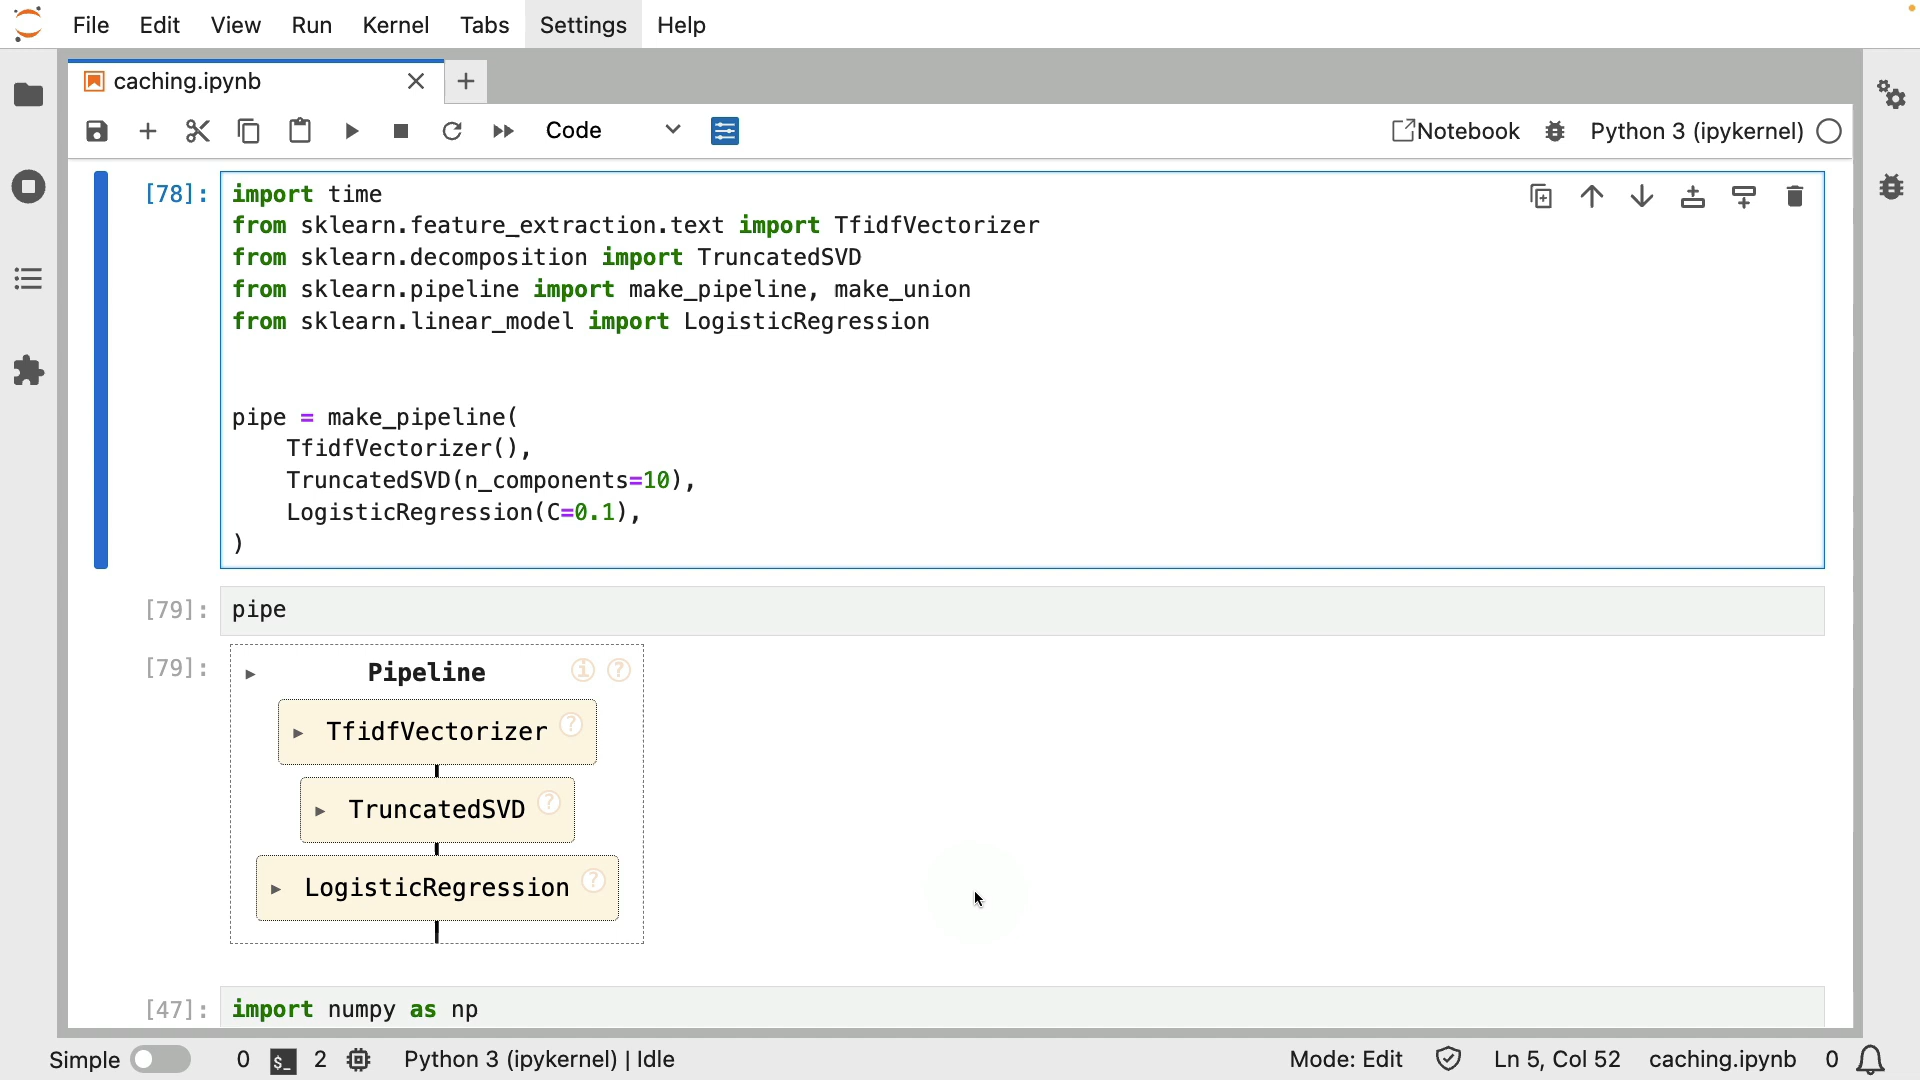 File Edit View Run Kernel Tabs Settings Help
caching.ipynb
Code Notebook Python 3 (ipykernel)
[78]: import time
from sklearn.feature_extraction.text import TfidfVectorizer
from sklearn.decomposition import TruncatedSVD
from sklearn.pipeline import make_pipeline, make_union
from sklearn.linear_model import LogisticRegression
pipe = make_pipeline(
    TfidfVectorizer(),
    TruncatedSVD(n_components=10),
    LogisticRegression(C=0.1),
)
[79]: pipe
[79]: ▸ Pipeline i ?
▸ TfidfVectorizer ?
▸ TruncatedSVD ?
▸ LogisticRegression ?
[47]: import numpy as np
Simple 0 $_ 2 Python 3 (ipykernel) | Idle Mode: Edit Ln 5, Col 52 caching.ipynb 0